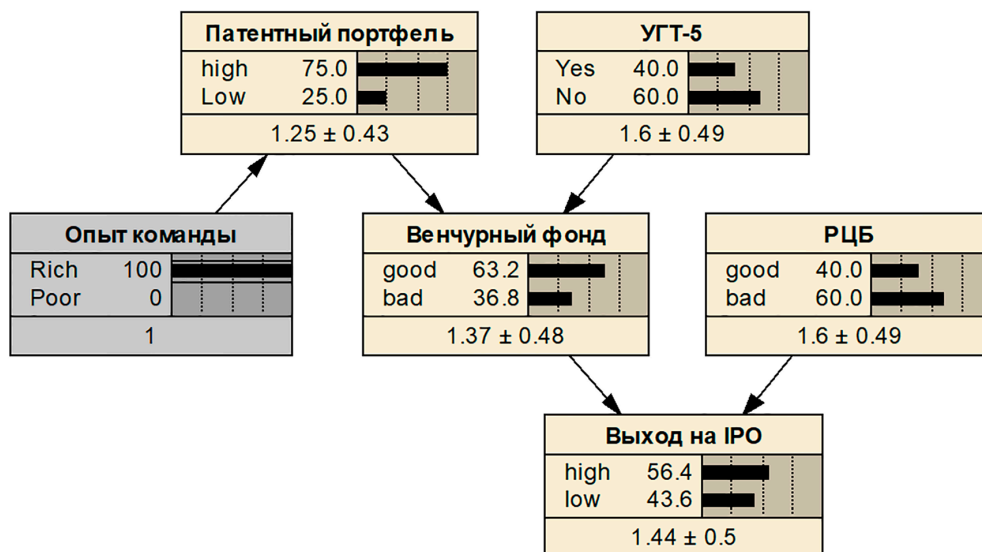 Патентный портфель
high 75.0
Low 25.0
1.25 ± 0.43
УГТ-5
Yes 40.0
No 60.0
1.6 ± 0.49
Опыт команды
Rich 100
Poor 0
1
Венчурный фонд
good 63.2
bad 36.8
1.37 ± 0.48
РЦБ
good 40.0
bad 60.0
1.6 ± 0.49
Выход на IPO
high 56.4
low 43.6
1.44 ± 0.5